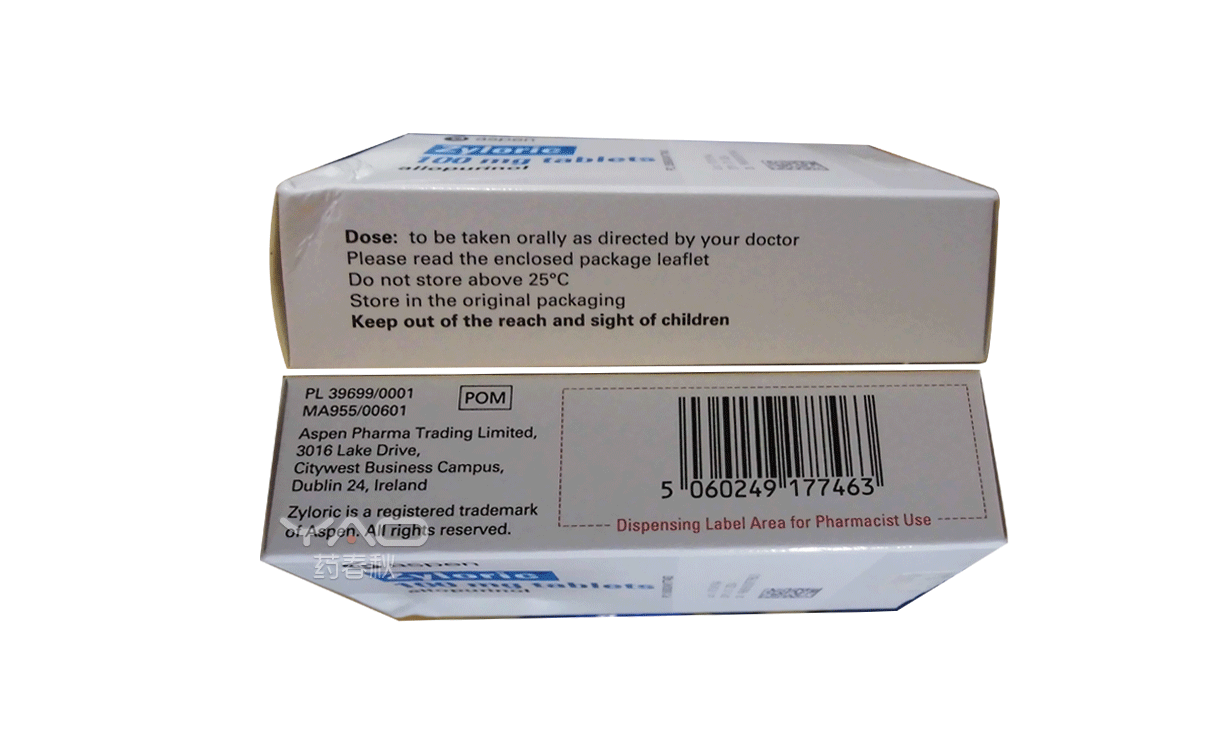 aspen
Zyloric
100 mg tablets
allopurinol
Dose: to be taken orally as directed by your doctor
Please read the enclosed package leaflet
Do not store above 25°C
Store in the original packaging
Keep out of the reach and sight of children
PL 39699/0001
MA955/00601
POM
Aspen Pharma Trading Limited,
3016 Lake Drive,
Citywest Business Campus,
Dublin 24, Ireland
Zyloric is a registered trademark
of Aspen. All rights reserved.
5 060249 177463
Dispensing Label Area for Pharmacist Use
YAO
药春秋
aspen
Zyloric
100 mg tablets
allopurinol